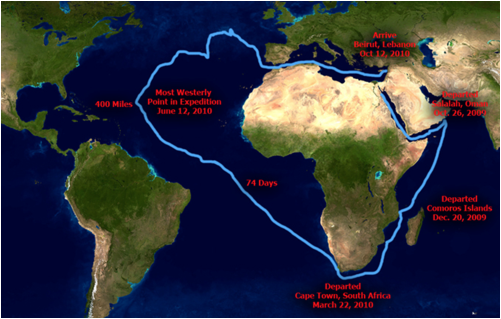 Arrive
Beirut, Lebanon
Oct 12, 2010
Most Westerly
Point in Expedition
June 12, 2010
400 Miles
Departed
Salalah, Oman
26, 2009
74 Days
Departed
Comoros Islands
Dec. 20, 2009
Departed
Cape Town, South Africa
March 22, 2010